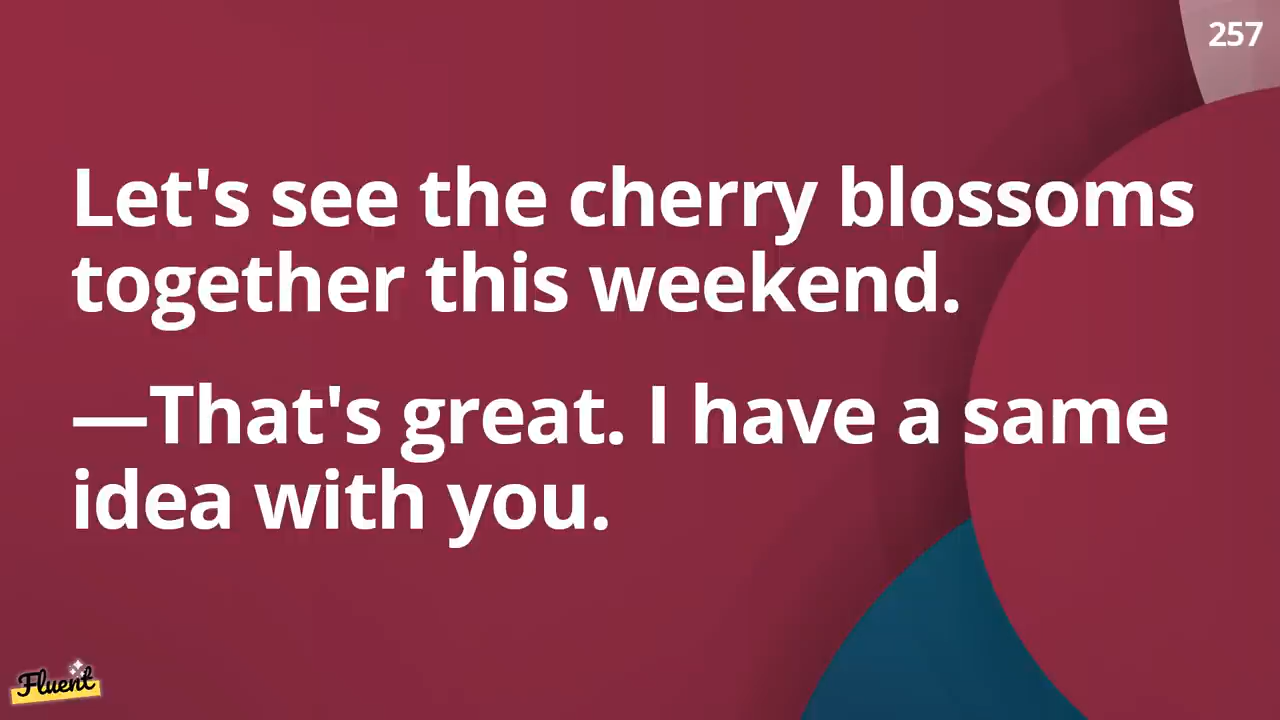 257
Let's see the cherry blossoms
together this weekend.
—That's great. I have a same
idea with you.
Fluent